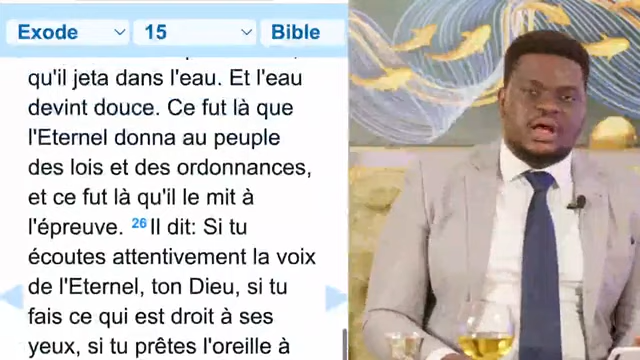 Exode 15 Bible
qu'il jeta dans l'eau. Et l'eau
devint douce. Ce fut là que
l'Eternel donna au peuple
des lois et des ordonnances,
et ce fut là qu'il le mit à
l'épreuve. 26 Il dit: Si tu
écoutes attentivement la voix
de l'Eternel, ton Dieu, si tu
fais ce qui est droit à ses
yeux, si tu prêtes l'oreille à